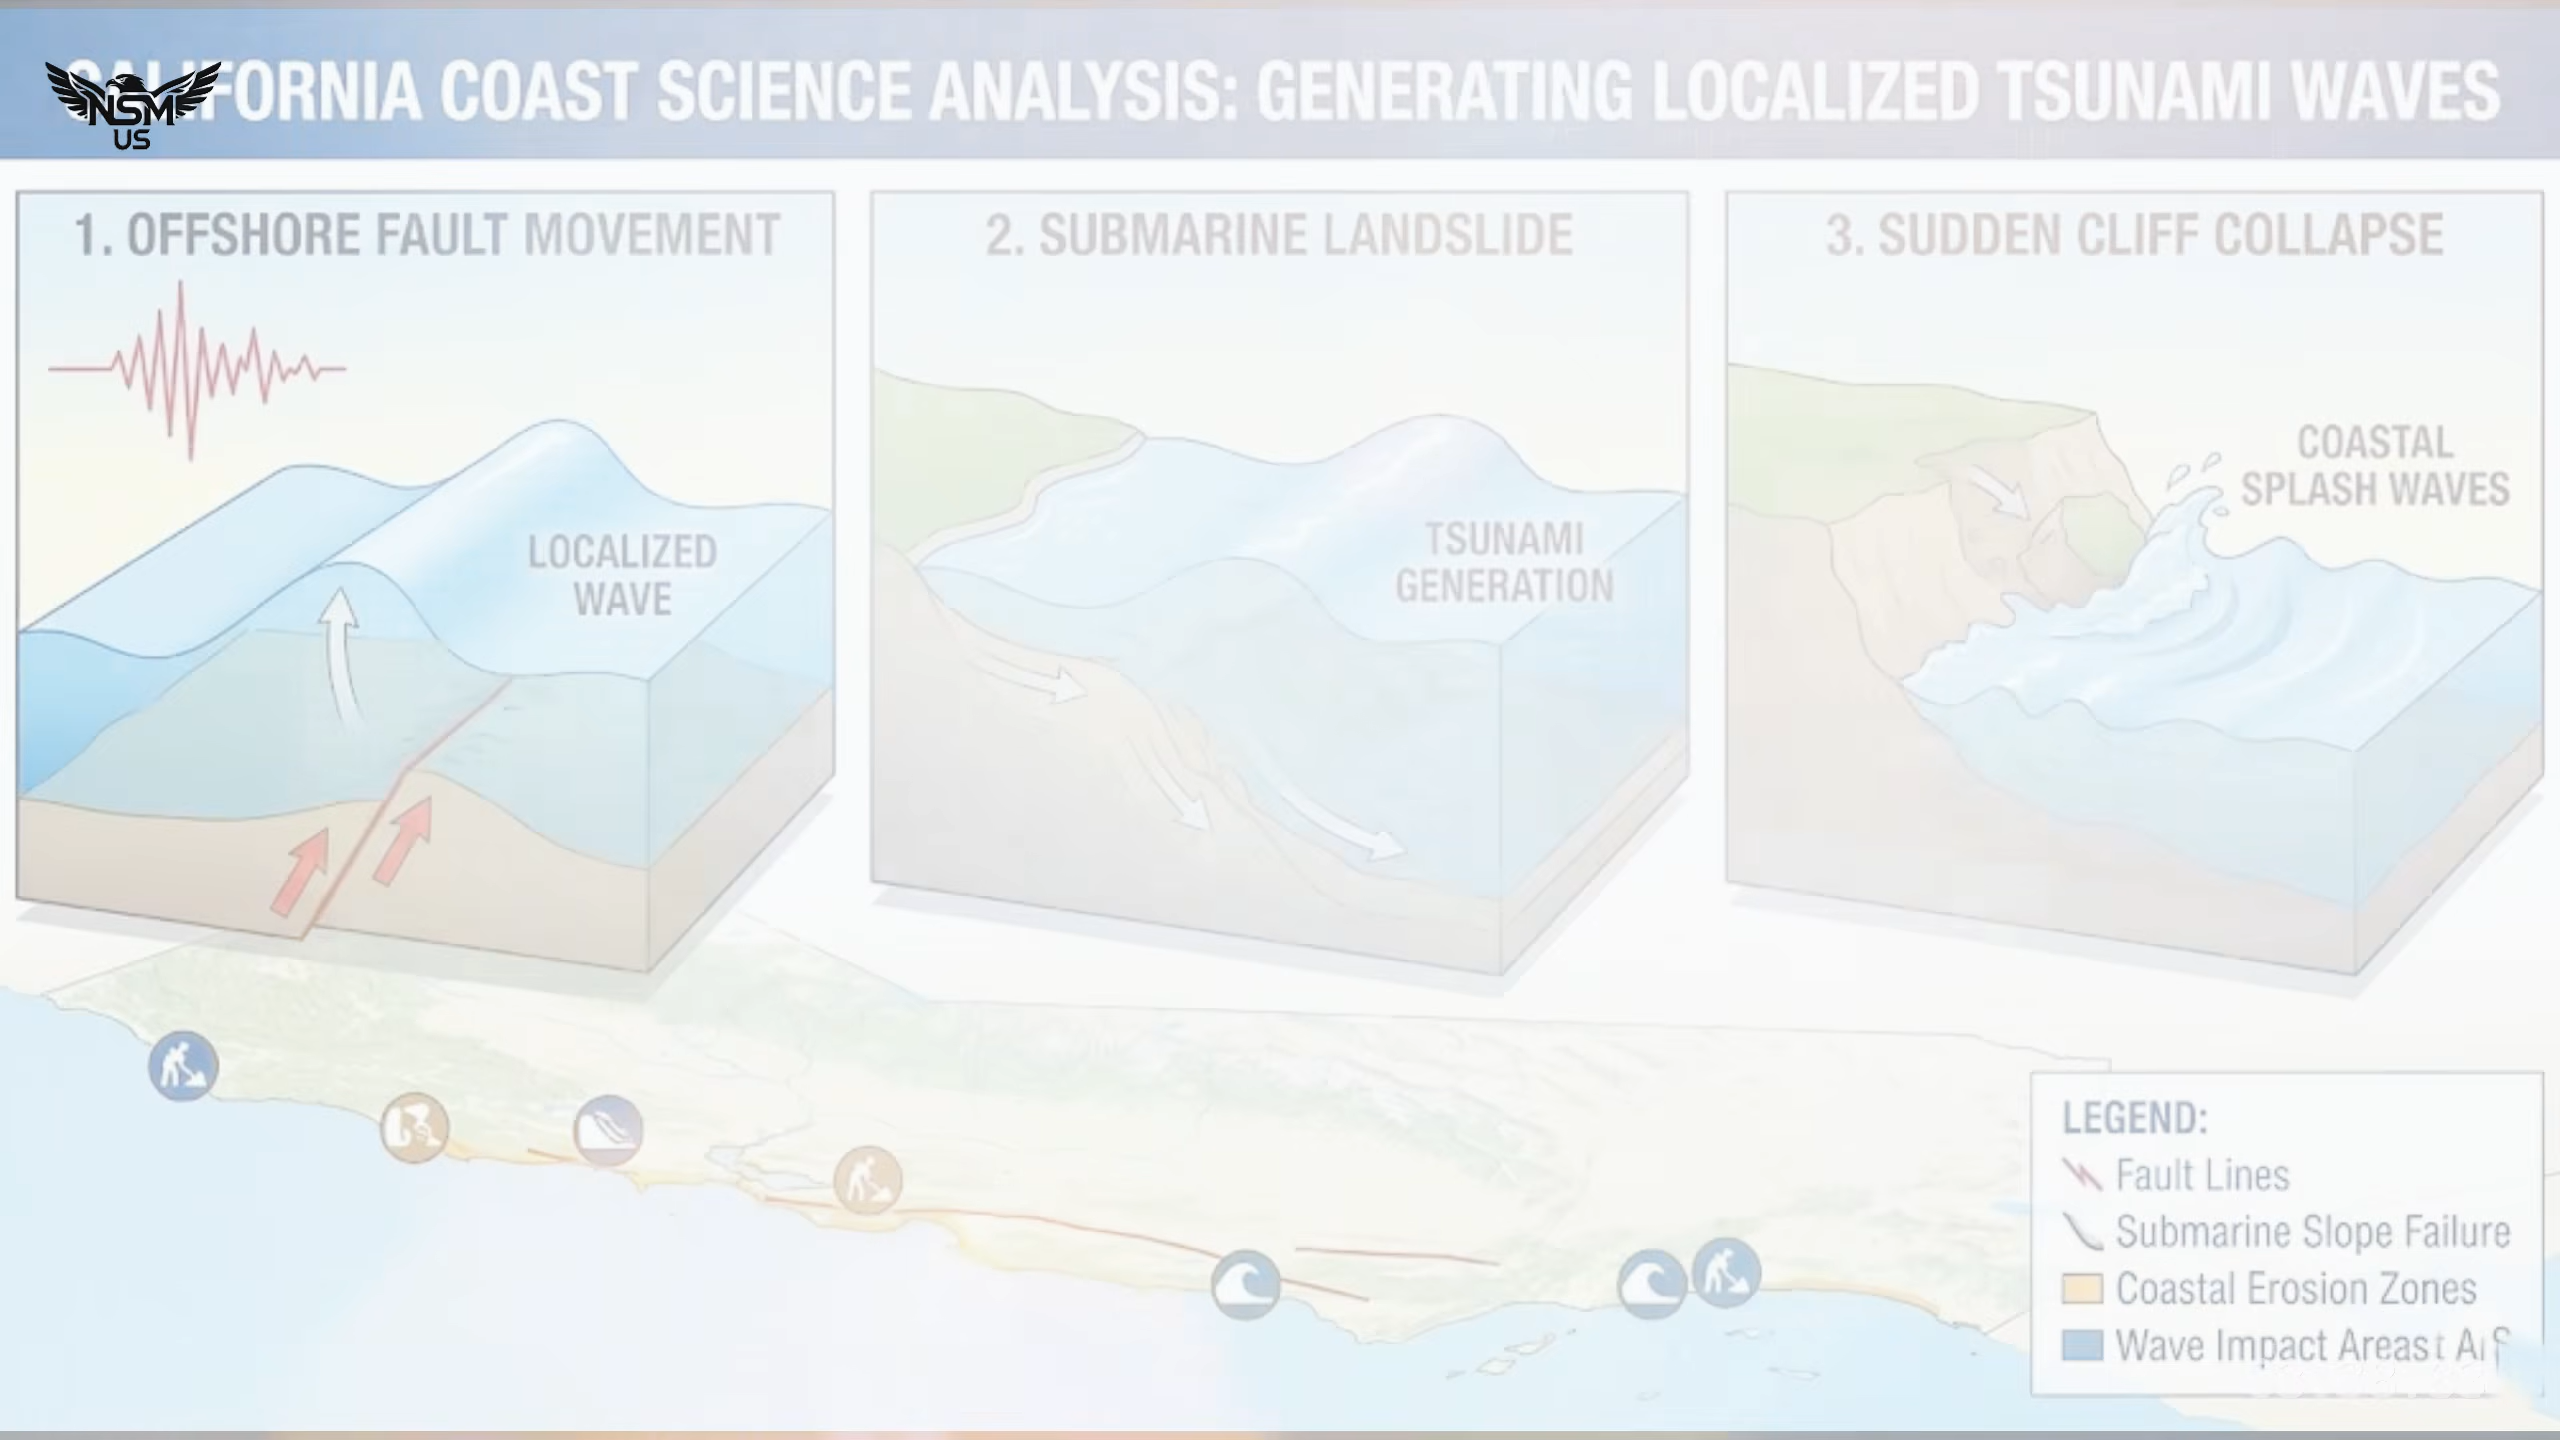 CALIFORNIA COAST SCIENCE ANALYSIS: GENERATING LOCALIZED TSUNAMI WAVES
NSM
US
1. OFFSHORE FAULT MOVEMENT
LOCALIZED
WAVE
2. SUBMARINE LANDSLIDE
TSUNAMI
GENERATION
3. SUDDEN CLIFF COLLAPSE
COASTAL
SPLASH WAVES
LEGEND:
Fault Lines
Submarine Slope Failure
Coastal Erosion Zones
Wave Impact Areas